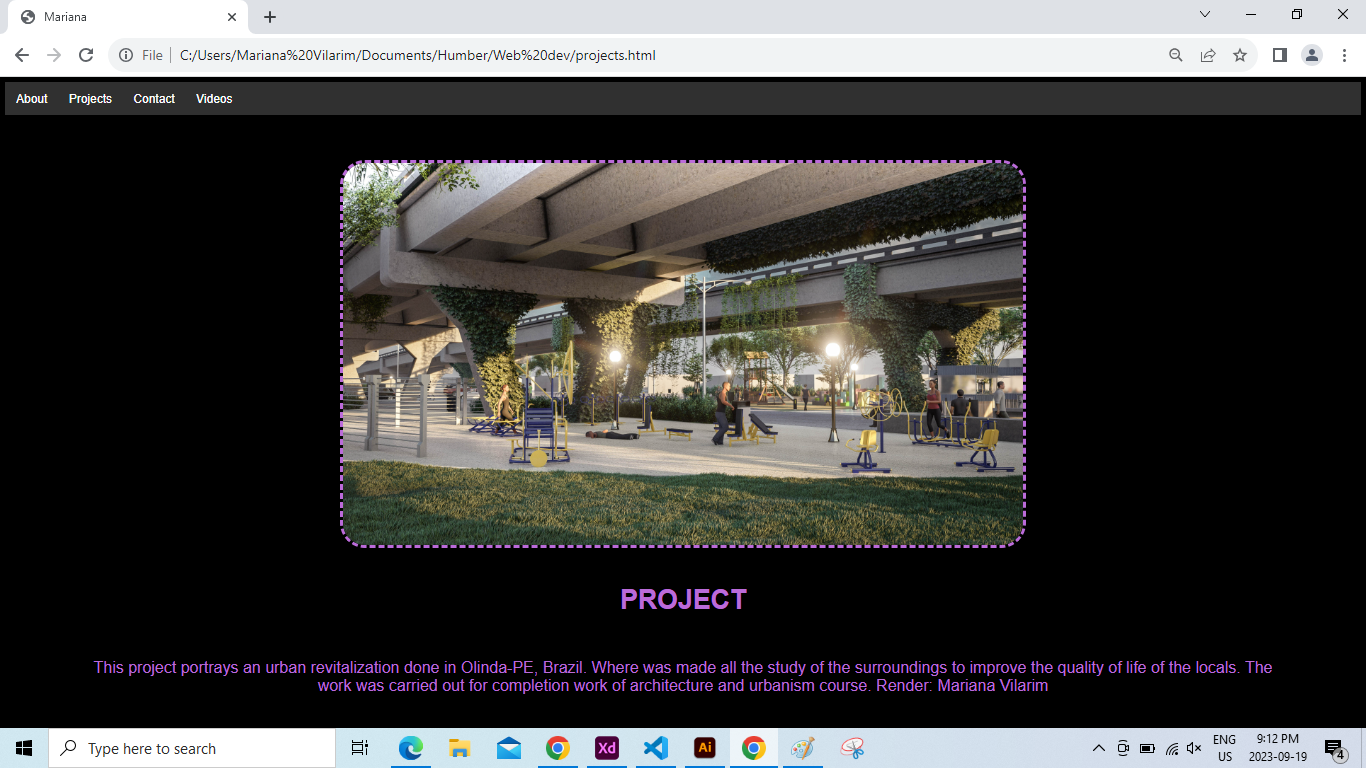 Mariana
File
C:/Users/Mariana%20Vilarim/Documents/Humber/Web%20dev/projects.html
About Projects Contact Videos
PROJECT
This project portrays an urban revitalization done in Olinda-PE, Brazil. Where was made all the study of the surroundings to improve the quality of life of the locals. The
work was carried out for completion work of architecture and urbanism course. Render: Mariana Vilarim
Type here to search
Xd
Ai
ENG
US
9:12 PM
2023-09-19
4